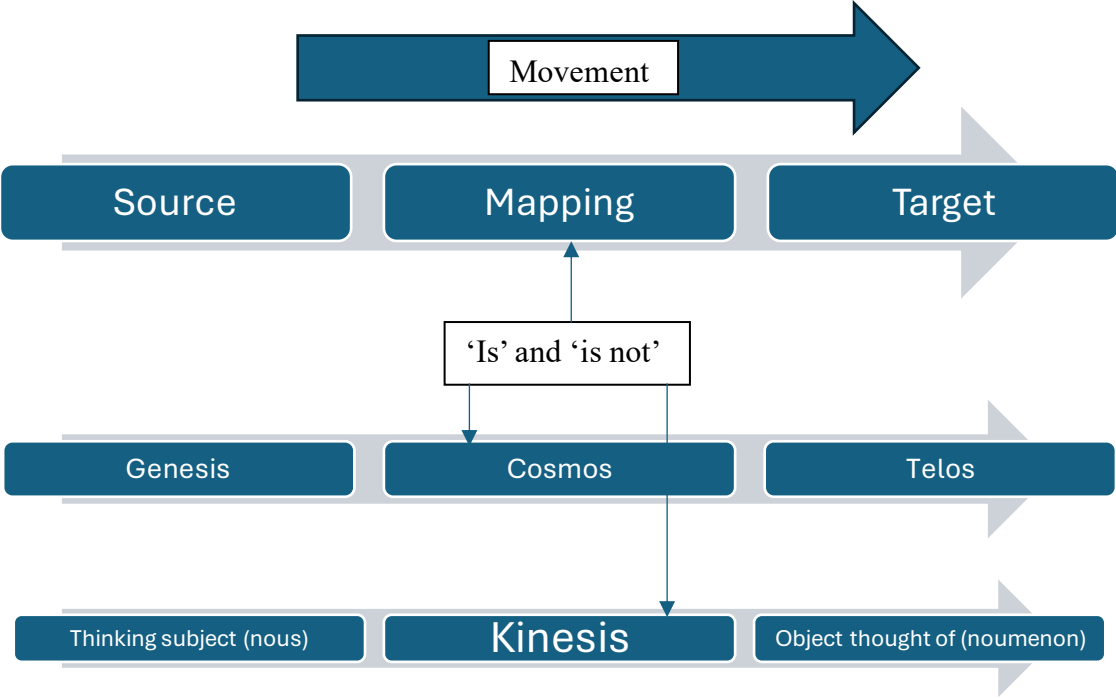 Movement
Source
Mapping
Target
‘Is’ and ‘is not’
Genesis
Cosmos
Telos
Thinking subject (nous)
Kinesis
Object thought of (noumenon)